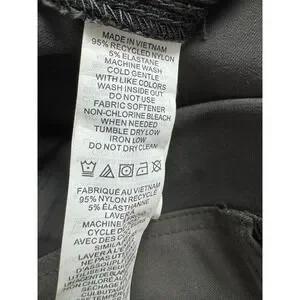 MADE IN VIETNAM
95% RECYCLED NYLON
5% ELASTANE
MACHINE WASH
COLD GENTLE
WITH LIKE COLORS
WASH INSIDE OUT
DO NOT USE
FABRIC SOFTENER
NON-CHLORINE BLEACH
WHEN NEEDED
TUMBLE DRY LOW
IRON LOW
DO NOT DRY CLEAN
FABRIQUÉ AU VIETNAM
95% NYLON RECYCLÉ
5% ÉLASTHANNE
LAVER À
CYCLE
AVEC DES